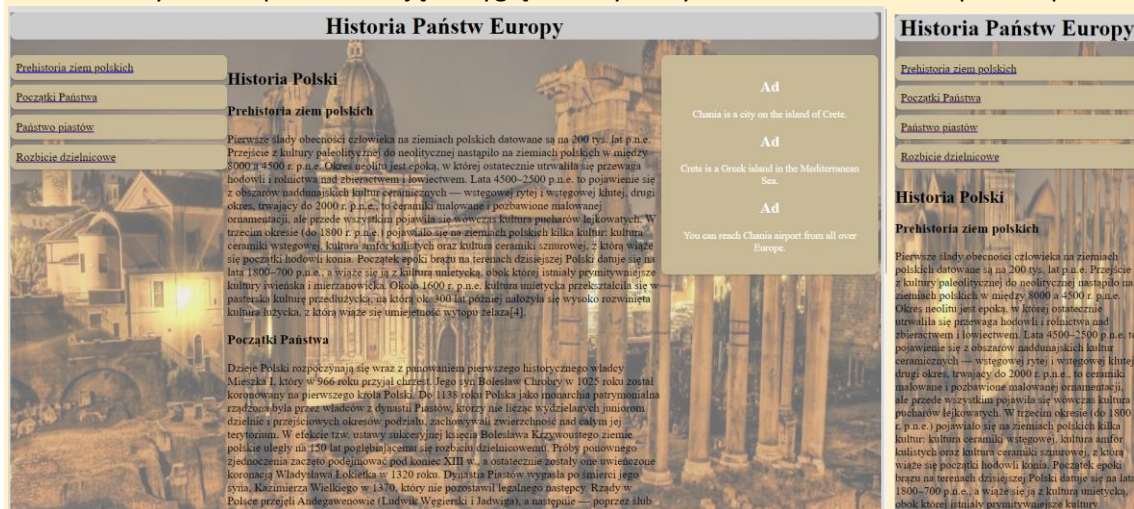 Historia Państw Europy
Prehistoria ziem polskich
Początki Państwa
Państwo piastów
Rozbicie dzielnicowe
Historia Polski
Prehistoria ziem polskich
Pierwsze ślady obecności człowieka na ziemiach polskich datowane są na 200 tys. lat p.n.e.
Przejście z kultury paleolitycznej do neolitycznej nastąpiło na ziemiach polskich w między
8000 a 4500 r. p.n.e. Okres neolitu jest epoką, w której ostatecznie utrwaliła się przewaga
hodowli i rolnictwa nad zbieractwem i łowiectwem. Lata 4500–2500 p.n.e. to pojawienie się
z obszarów naddunajskich kultur ceramicznych — wstęgowej rytej i wstęgowej kłutej, drugi
okres, trwający do 2000 r. p.n.e., to ceramiki malowane i pozbawione malowanej
ornamentacji, ale przede wszystkim pojawiła się wówczas kultura pucharów lejkowatych. W
trzecim okresie (do 1800 r. p.n.e.) pojawiało się na ziemiach polskich kilka kultur: kultura
ceramiki wstęgowej, kultura amfor kulistych oraz kultura ceramiki sznurowej, z którą wiąże
się początki hodowli konia. Początek epoki brązu na terenach dzisiejszej Polski datuje się na
lata 1800–700 p.n.e., a wiąże się ją z kulturą unietycką, obok której istniały prymitywniejsze
kultury iwieńska i mierzanowicka. Około 1600 r. p.n.e. kultura unietycka przekształciła się w
pasterską kulturę przedłużycką, na którą ok. 300 lat później nałożyła się wysoko rozwinięta
kultura łużycka, z którą wiąże się umiejętność wytopu żelaza[4].
Początki Państwa
Dzieje Polski rozpoczynają się wraz z panowaniem pierwszego historycznego władcy
Mieszka I, który w 966 roku przyjął chrzest. Jego syn Bolesław Chrobry w 1025 roku został
koronowany na pierwszego króla Polski. Do 1138 roku Polska jako monarchia patrymonialna
rządzona była przez władców z dynastii Piastów, którzy nie licząc wydzielanych juniorom
dzielnic i przejściowych okresów podziału, zachowywali zwierzchność nad całym jej
terytorium. W efekcie tzw. ustawy sukcesyjnej księcia Bolesława Krzywoustego ziemie
polskie uległy na 150 lat pogłębiającemu się rozbiciu dzielnicowemu. Próby ponownego
zjednoczenia zaczęto podejmować pod koniec XIII w., a ostatecznie zostały one uwieńczone
koronacją Władysława Łokietka w 1320 roku. Dynastia Piastów wygasła po śmierci jego
syna, Kazimierza Wielkiego w 1370, który nie pozostawił legalnego następcy. Rządy w
Polsce przejęli Andegawenowie (Ludwik Węgierski i Jadwiga), a następnie — poprzez ślub
Ad
Chania is a city on the island of Crete.
Ad
Crete is a Greek island in the Mediterranean
Sea.
Ad
You can reach Chania airport from all over
Europe.
Historia Państw Europy
Prehistoria ziem polskich
Początki Państwa
Państwo piastów
Rozbicie dzielnicowe
Historia Polski
Prehistoria ziem polskich
Pierwsze ślady obecności człowieka na ziemiach
polskich datowane są na 200 tys. lat p.n.e. Przejście
z kultury paleolitycznej do neolitycznej nastąpiło na
ziemiach polskich w między 8000 a 4500 r. p.n.e.
Okres neolitu jest epoką, w której ostatecznie
utrwaliła się przewaga hodowli i rolnictwa nad
zbieractwem i łowiectwem. Lata 4500–2500 p.n.e. to
pojawienie się z obszarów naddunajskich kultur
ceramicznych — wstęgowej rytej i wstęgowej kłutej,
drugi okres, trwający do 2000 r. p.n.e., to ceramiki
malowane i pozbawione malowanej ornamentacji,
ale przede wszystkim pojawiła się wówczas kultura
pucharów lejkowatych. W trzecim okresie (do 1800
r. p.n.e.) pojawiało się na ziemiach polskich kilka
kultur: kultura ceramiki wstęgowej, kultura amfor
kulistych oraz kultura ceramiki sznurowej, z którą
wiąże się początki hodowli konia. Początek epoki
brązu na terenach dzisiejszej Polski datuje się na lata
1800–700 p.n.e., a wiąże się ją z kulturą unietycką,
obok której istniały prymitywniejsze kultury